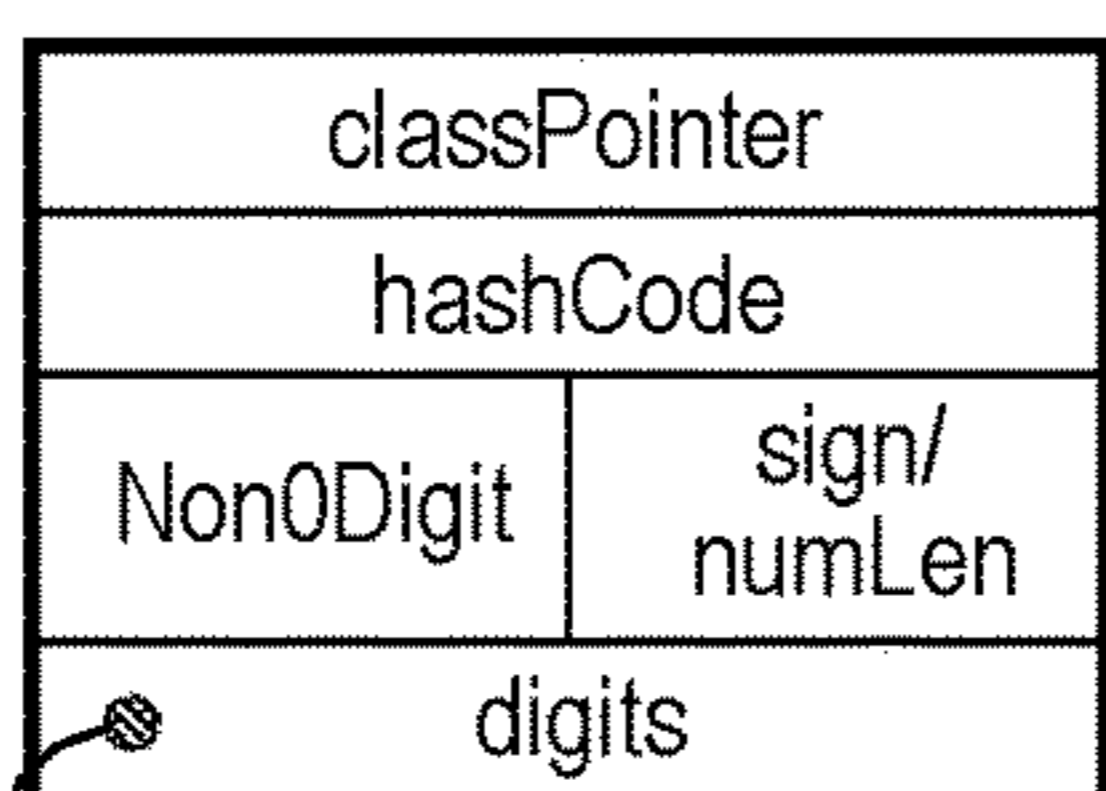 classPointer
hashCode
Non0Digit
sign/
numLen
digits